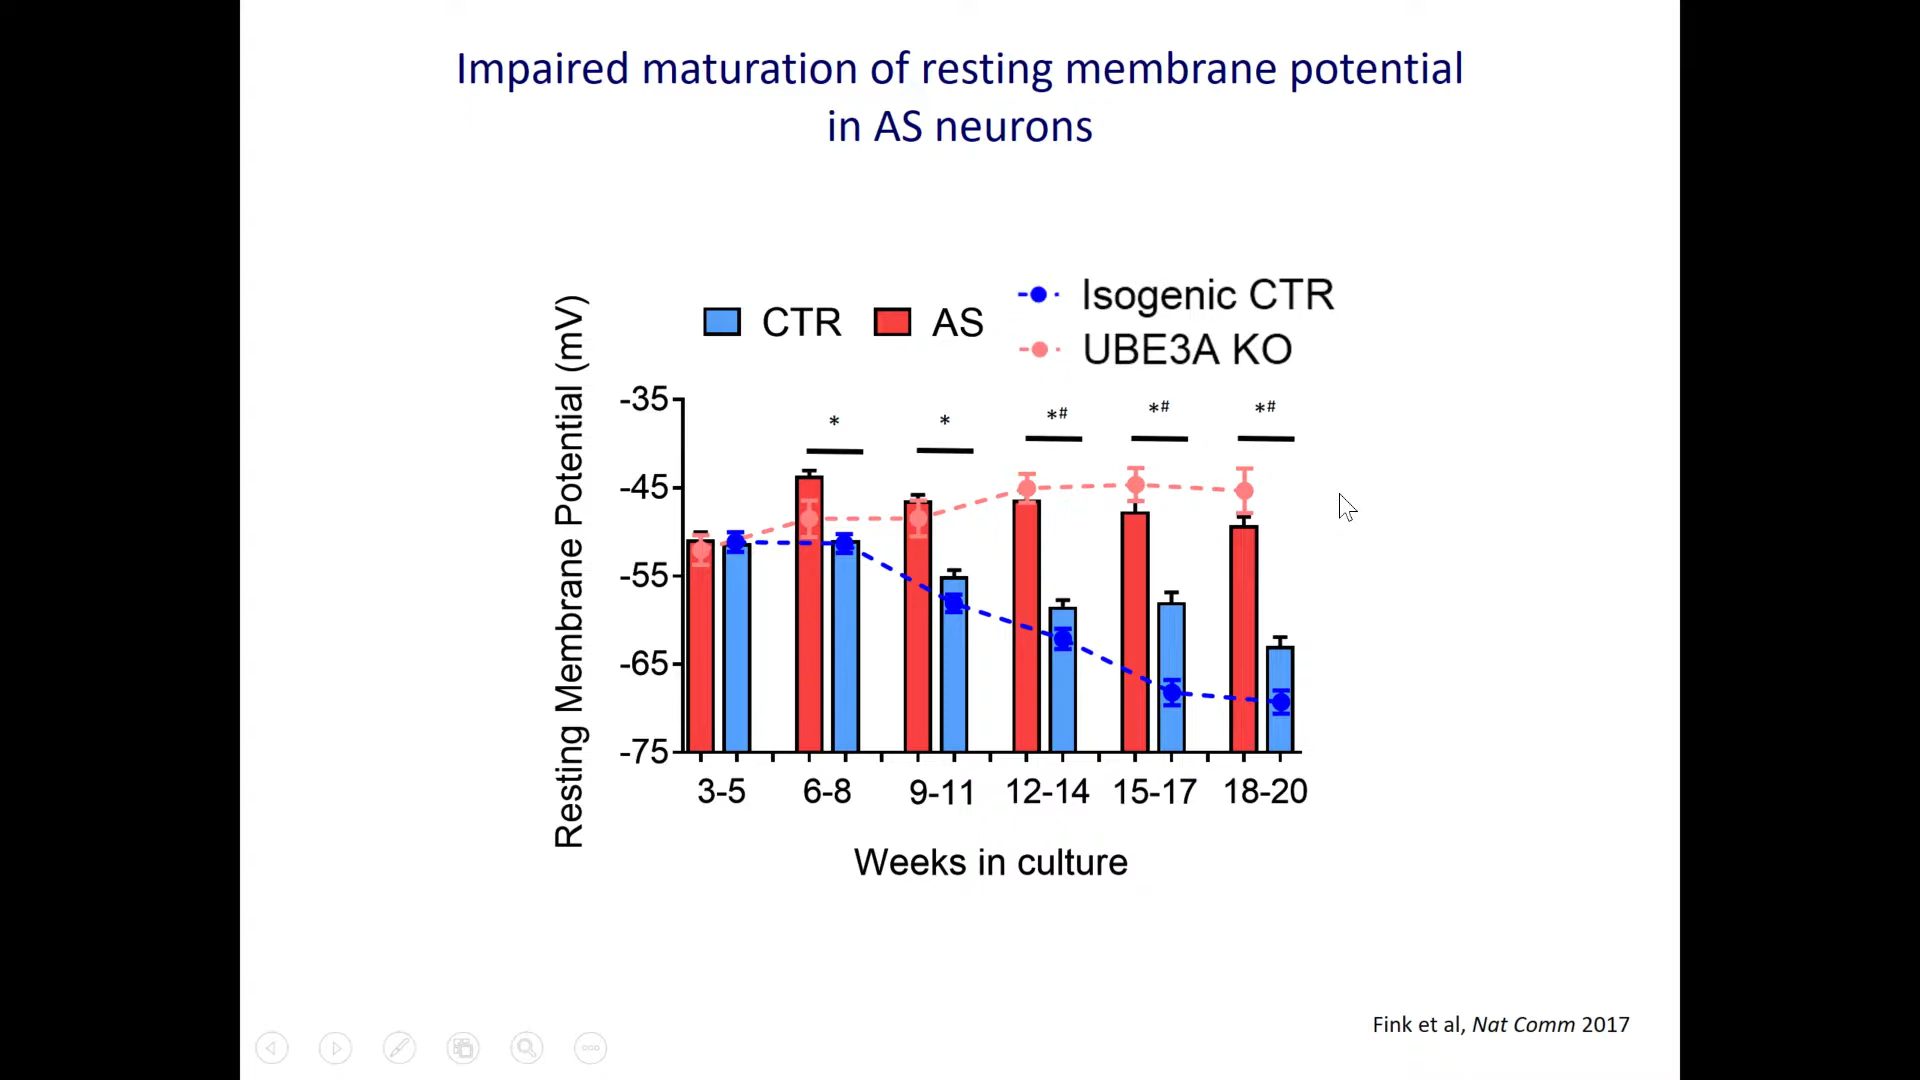 Impaired maturation of resting membrane potential
in AS neurons
CTR
AS
Isogenic CTR
UBE3A KO
Resting Membrane Potential (mV)
-35
-45
-55
-65
-75
*
*
*#
*#
*#
3-5
6-8
9-11
12-14
15-17
18-20
Weeks in culture
Fink et al, Nat Comm 2017